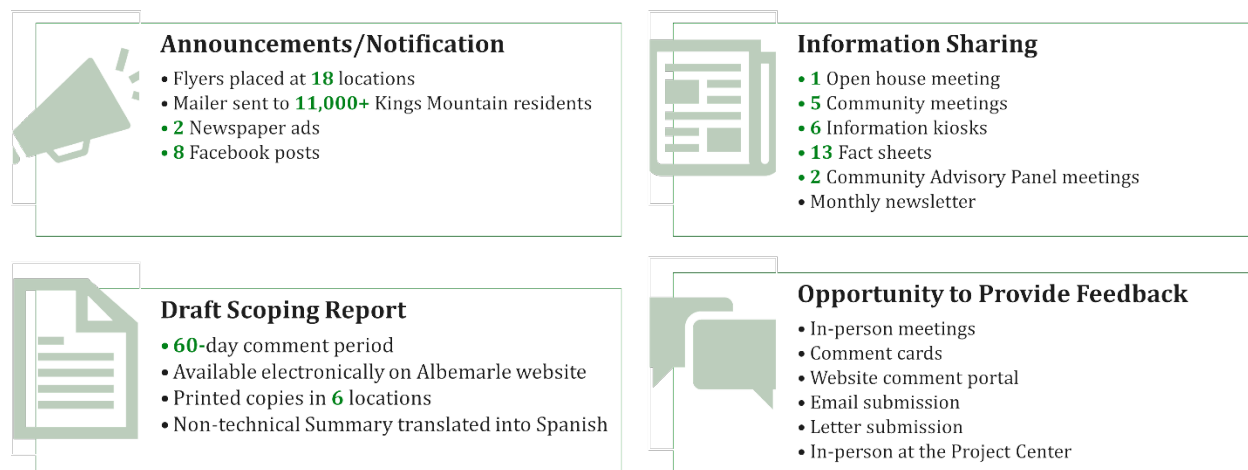 Announcements/Notification
• Flyers placed at 18 locations
• Mailer sent to 11,000+ Kings Mountain residents
• 2 Newspaper ads
• 8 Facebook posts
Information Sharing
• 1 Open house meeting
• 5 Community meetings
• 6 Information kiosks
• 13 Fact sheets
• 2 Community Advisory Panel meetings
• Monthly newsletter
Draft Scoping Report
• 60-day comment period
• Available electronically on Albemarle website
• Printed copies in 6 locations
• Non-technical Summary translated into Spanish
Opportunity to Provide Feedback
• In-person meetings
• Comment cards
• Website comment portal
• Email submission
• Letter submission
• In-person at the Project Center